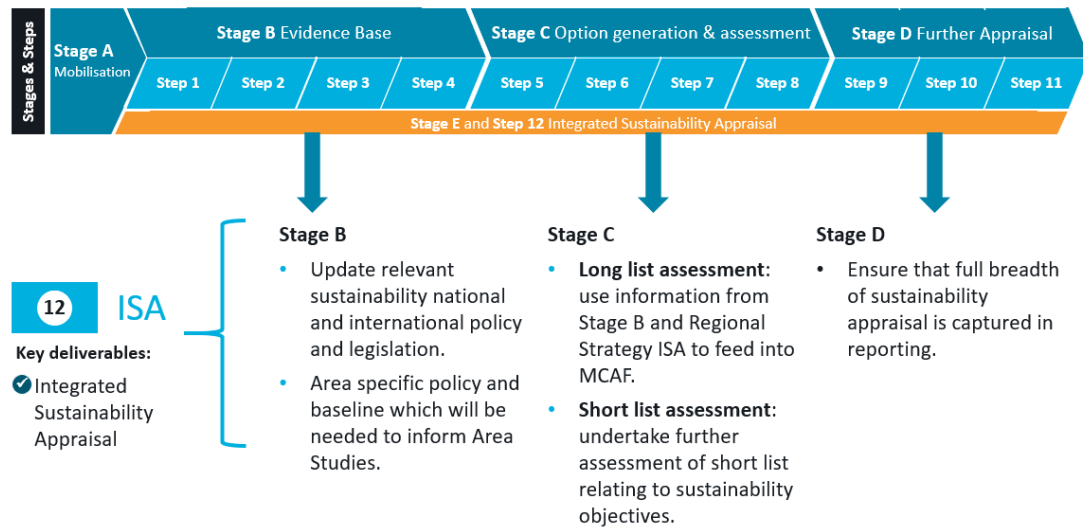 Stages & Steps
Stage A
Mobilisation
Stage B Evidence Base
Stage C Option generation & assessment
Stage D Further Appraisal
Step 1
Step 2
Step 3
Step 4
Step 5
Step 6
Step 7
Step 8
Step 9
Step 10
Step 11
Stage E and Step 12 Integrated Sustainability Appraisal
12
ISA
Key deliverables:
Integrated
Sustainability
Appraisal
Stage B
• Update relevant
sustainability national
and international policy
and legislation.
• Area specific policy and
baseline which will be
needed to inform Area
Studies.
Stage C
• Long list assessment:
use information from
Stage B and Regional
Strategy ISA to feed into
MCAF.
• Short list assessment:
undertake further
assessment of short list
relating to sustainability
objectives.
Stage D
• Ensure that full breadth
of sustainability
appraisal is captured in
reporting.